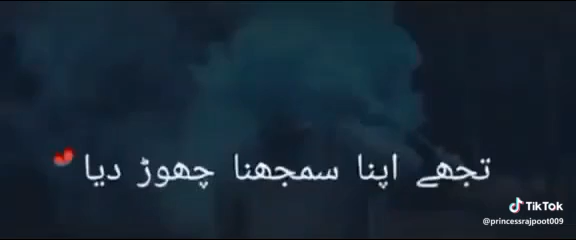 تجھے اپنا سمجھنا چھوڑ دیا 💕
TikTok
@princessrajpoot009